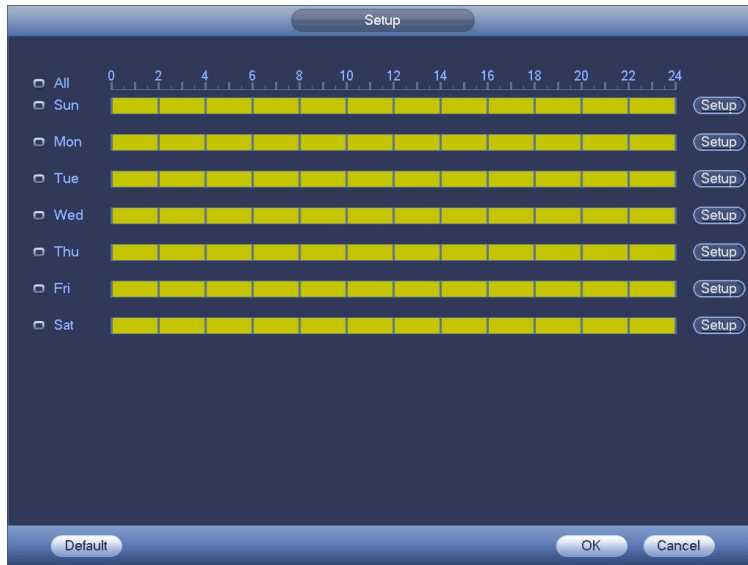 Setup
All 0 2 4 6 8 10 12 14 16 18 20 22 24
Sun Setup
Mon Setup
Tue Setup
Wed Setup
Thu Setup
Fri Setup
Sat Setup
Default OK Cancel